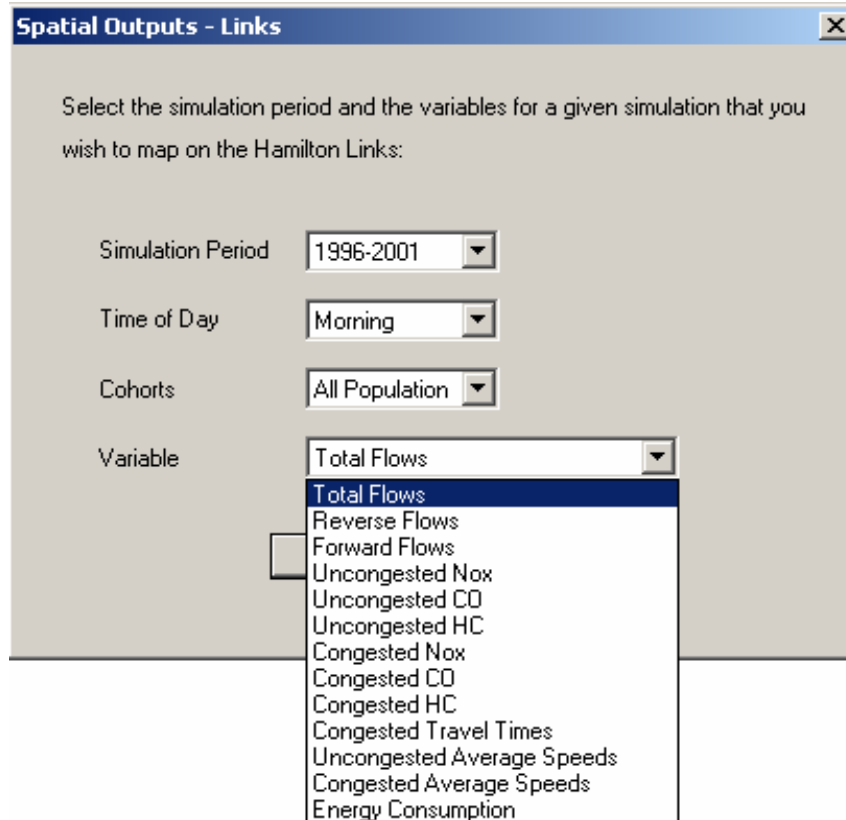 Spatial Outputs - Links
Select the simulation period and the variables for a given simulation that you
wish to map on the Hamilton Links:
Simulation Period 1996-2001
Time of Day Morning
Cohorts All Population
Variable Total Flows
Total Flows
Reverse Flows
Forward Flows
Uncongested Nox
Uncongested CO
Uncongested HC
Congested Nox
Congested CO
Congested HC
Congested Travel Times
Uncongested Average Speeds
Congested Average Speeds
Energy Consumption